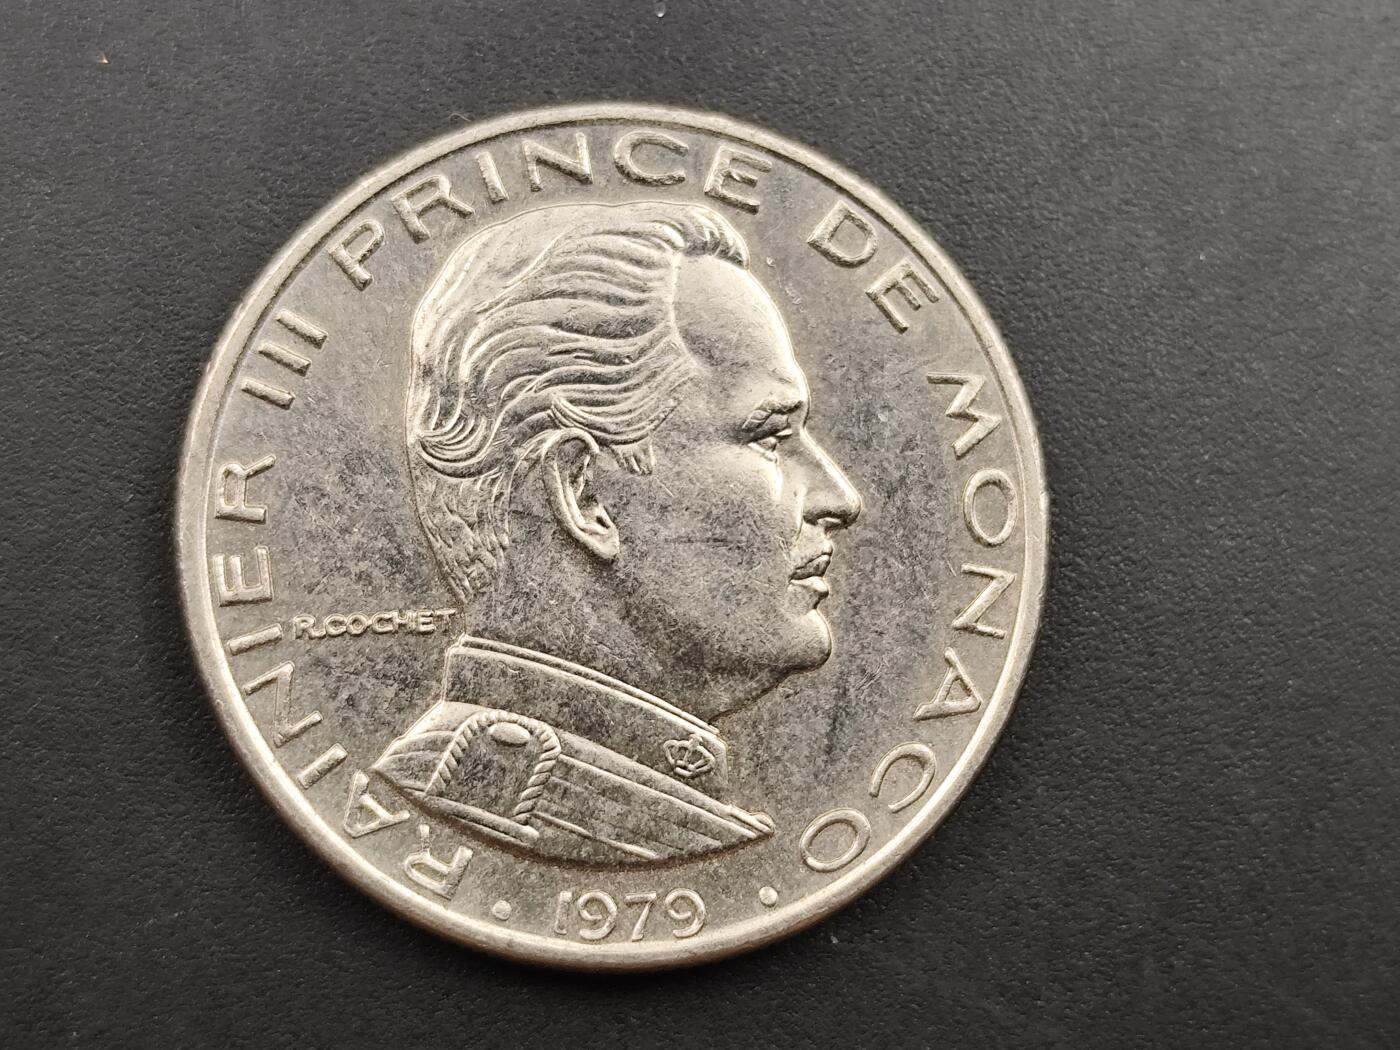 RAINIER III PRINCE DE MONACO
R.COCHET
• 1979 •